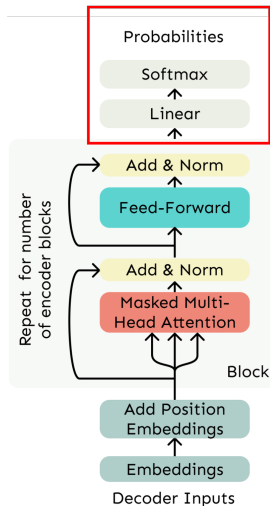 Probabilities
Softmax
Linear
Add & Norm
Feed-Forward
Repeat for number
of encoder blocks
Add & Norm
Masked Multi-
Head Attention
Block
Add Position
Embeddings
Embeddings
Decoder Inputs